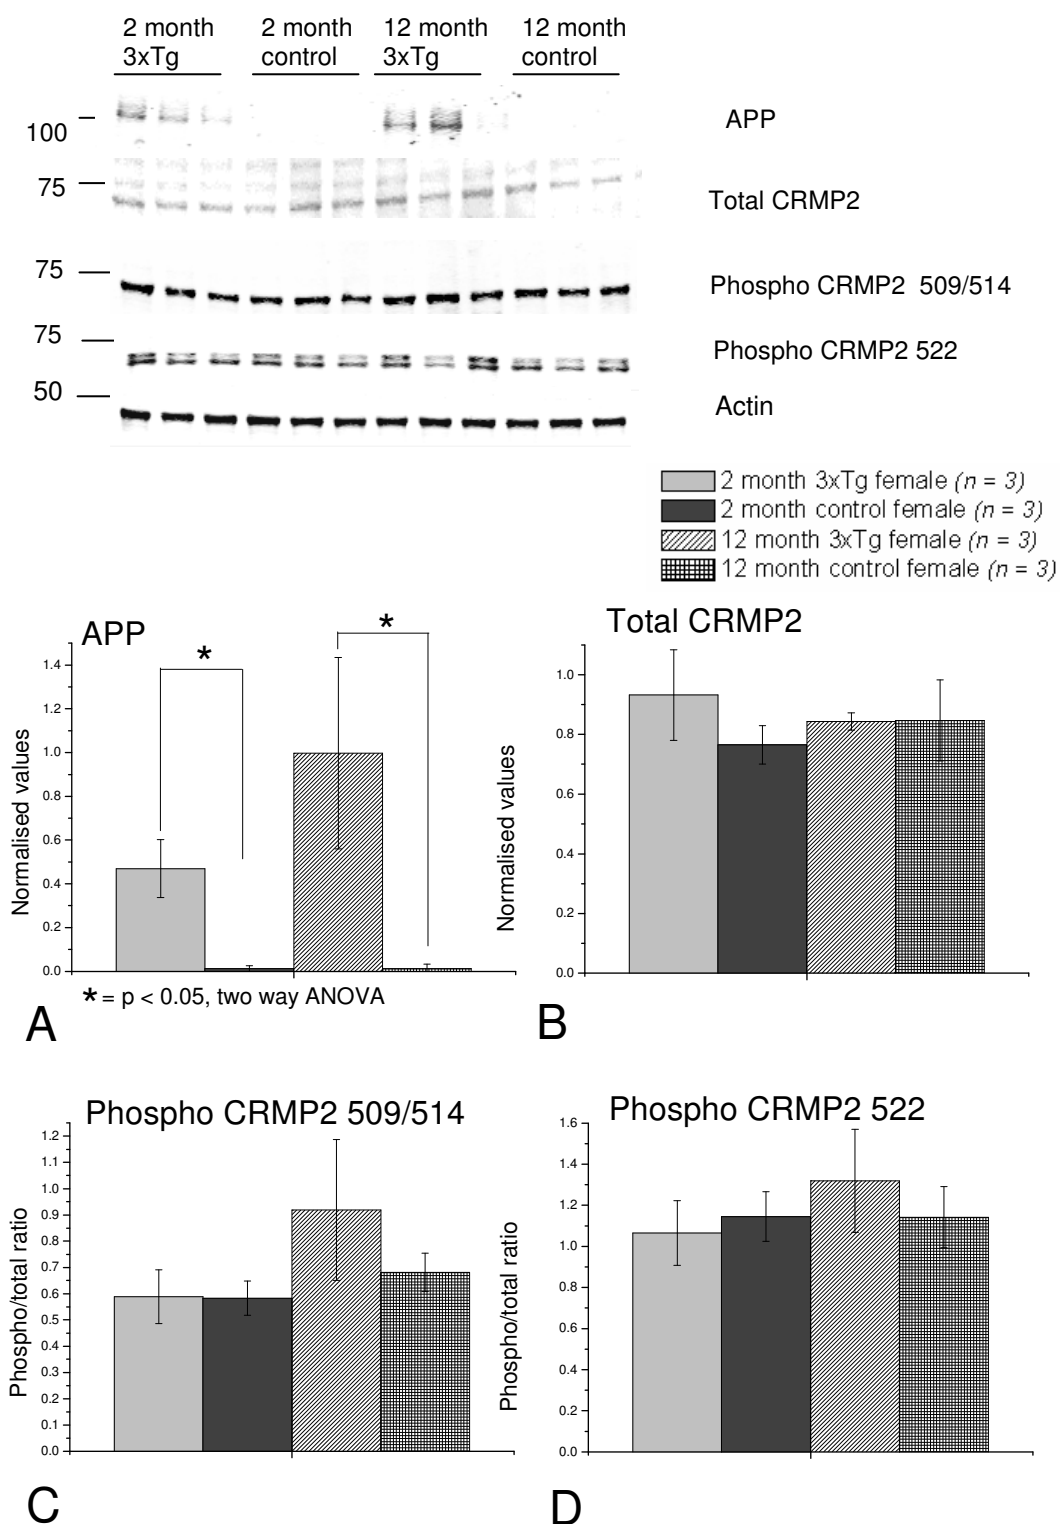 2 month 2 month 12 month 12 month
3xTg control 3xTg control
100 APP
75 Total CRMP2
75 Phospho CRMP2 509/514
75 Phospho CRMP2 522
50 Actin
2 month 3xTg female (n = 3)
2 month control female (n = 3)
12 month 3xTg female (n = 3)
12 month control female (n = 3)
APP
* *
Normalised values
1.4
1.2
1.0
0.8
0.6
0.4
0.2
0.0
* = p < 0.05, two way ANOVA
A
Total CRMP2
Normalised values
1.0
0.8
0.6
0.4
0.2
0.0
B
Phospho CRMP2 509/514
Phospho/total ratio
1.2
1.1
1.0
0.9
0.8
0.7
0.6
0.5
0.4
0.3
0.2
0.1
0.0
C
Phospho CRMP2 522
Phospho/total ratio
1.6
1.4
1.2
1.0
0.8
0.6
0.4
0.2
0.0
D